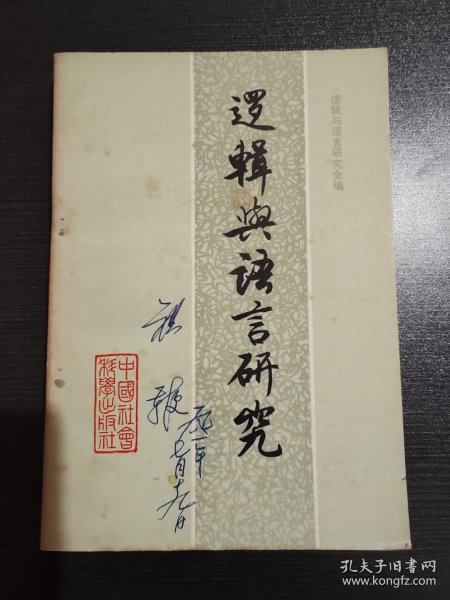 逻辑与语言研究会编
邏輯與語言研究
中國社會
科學出版社
孔夫子旧书网
www.kongfz.com